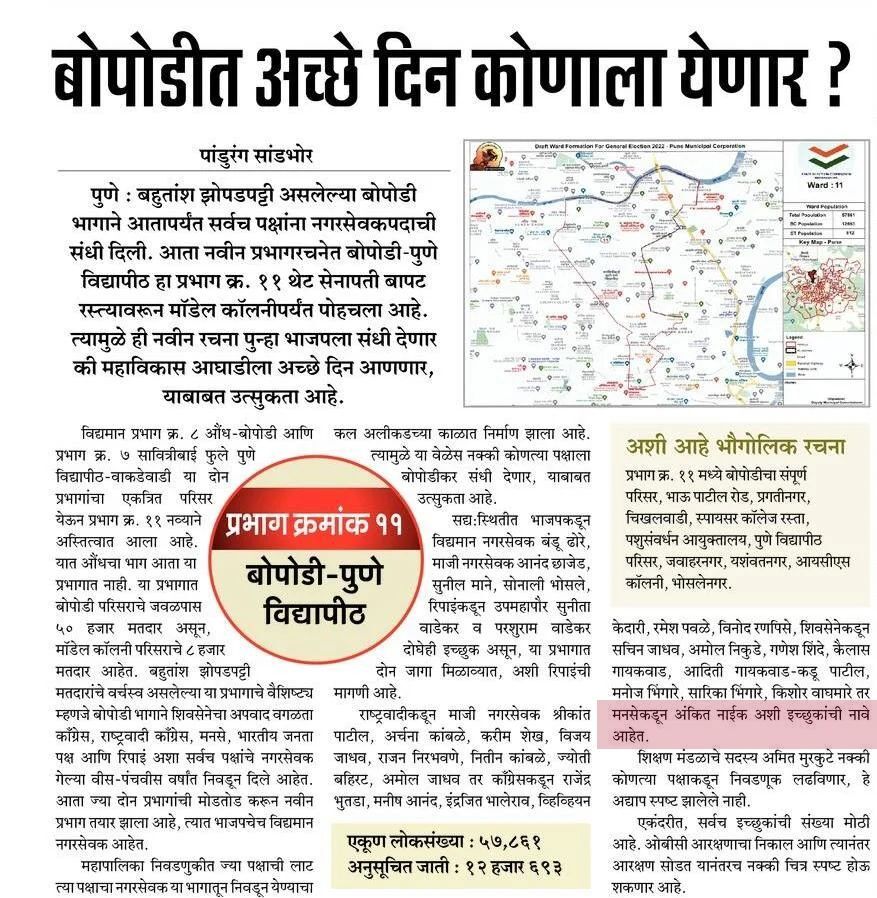 बोपोडीत अच्छे दिन कोणाला येणार ?
पांडुरंग सांडभोर
पुणे : बहुतांश झोपडपट्टी असलेल्या बोपोडी
भागाने आतापर्यंत सर्वच पक्षांना नगरसेवकपदाची
संधी दिली. आता नवीन प्रभागरचनेत बोपोडी-पुणे
विद्यापीठ हा प्रभाग क्र. ११ थेट सेनापती बापट
रस्त्यावरून मॉडेल कॉलनीपर्यंत पोहचला आहे.
त्यामुळे ही नवीन रचना पुन्हा भाजपला संधी देणार
की महाविकास आघाडीला अच्छे दिन आणणार,
याबाबत उत्सुकता आहे.
Draft Ward Formation For General Election 2022 - Pune Municipal Corporation
Ward : 11
Ward Population
Total Population 57861
SC Population 12693
ST Population 612
Key Map - Pune
Legend
विद्यमान प्रभाग क्र. ८ औंध-बोपोडी आणि
प्रभाग क्र. ७ सावित्रीबाई फुले पुणे
विद्यापीठ-वाकडेवाडी या दोन
प्रभागांचा एकत्रित परिसर
येऊन प्रभाग क्र. ११ नव्याने
अस्तित्वात आला आहे.
यात औंधचा भाग आता या
प्रभागात नाही. या प्रभागात
बोपोडी परिसराचे जवळपास
५० हजार मतदार असून,
मॉडेल कॉलनी परिसराचे ८ हजार
मतदार आहेत. बहुतांश झोपडपट्टी
मतदारांचे वर्चस्व असलेल्या या प्रभागाचे वैशिष्ट्य
म्हणजे बोपोडी भागाने शिवसेनेचा अपवाद वगळता
काँग्रेस, राष्ट्रवादी काँग्रेस, मनसे, भारतीय जनता
पक्ष आणि रिपाइं अशा सर्वच पक्षांचे नगरसेवक
गेल्या वीस-पंचवीस वर्षांत निवडून दिले आहेत.
आता ज्या दोन प्रभागांची मोडतोड करून नवीन
प्रभाग तयार झाला आहे, त्यात भाजपचेच विद्यमान
नगरसेवक आहेत.
महापालिका निवडणुकीत ज्या पक्षाची लाट
त्या पक्षाचा नगरसेवक या भागातून निवडून येण्याचा
प्रभाग क्रमांक ११
बोपोडी-पुणे
विद्यापीठ
कल अलीकडच्या काळात निर्माण झाला आहे.
त्यामुळे या वेळेस नक्की कोणत्या पक्षाला
बोपोडीकर संधी देणार, याबाबत
उत्सुकता आहे.
सद्य:स्थितीत भाजपकडून
विद्यमान नगरसेवक बंडू ढोरे,
माजी नगरसेवक आनंद छाजेड,
सुनील माने, सोनाली भोसले,
रिपाइंकडून उपमहापौर सुनीता
वाडेकर व परशुराम वाडेकर
दोघेही इच्छुक असून, या प्रभागात
दोन जागा मिळाव्यात, अशी रिपाइंची
मागणी आहे.
राष्ट्रवादीकडून माजी नगरसेवक श्रीकांत
पाटील, अर्चना कांबळे, करीम शेख, विजय
जाधव, राजन निरभवणे, नितीन कांबळे, ज्योती
बहिरट, अमोल जाधव तर काँग्रेसकडून राजेंद्र
भुतडा, मनीष आनंद, इंद्रजित भालेराव, व्हिव्हियन
एकूण लोकसंख्या : ५७,८६१
अनुसूचित जाती : १२ हजार ६९३
अशी आहे भौगोलिक रचना
प्रभाग क्र. ११ मध्ये बोपोडीचा संपूर्ण
परिसर, भाऊ पाटील रोड, प्रगतीनगर,
चिखलवाडी, स्पायसर कॉलेज रस्ता,
पशुसंवर्धन आयुक्तालय, पुणे विद्यापीठ
परिसर, जवाहरनगर, यशंवतनगर, आयसीएस
कॉलनी, भोसलेनगर.
केदारी, रमेश पवळे, विनोद रणपिसे, शिवसेनेकडून
सचिन जाधव, अमोल निकुडे, गणेश शिंदे, कैलास
गायकवाड, आदिती गायकवाड-कडू पाटील,
मनोज भिंगारे, सारिका भिंगारे, किशोर वाघमारे तर
मनसेकडून अंकित नाईक अशी इच्छुकांची नावे
आहेत.
शिक्षण मंडळाचे सदस्य अमित मुरकुटे नक्की
कोणत्या पक्षाकडून निवडणूक लढविणार, हे
अद्याप स्पष्ट झालेले नाही.
एकंदरीत, सर्वच इच्छुकांची संख्या मोठी
आहे. ओबीसी आरक्षणाचा निकाल आणि त्यानंतर
आरक्षण सोडत यानंतरच नक्की चित्र स्पष्ट होऊ
शकणार आहे.